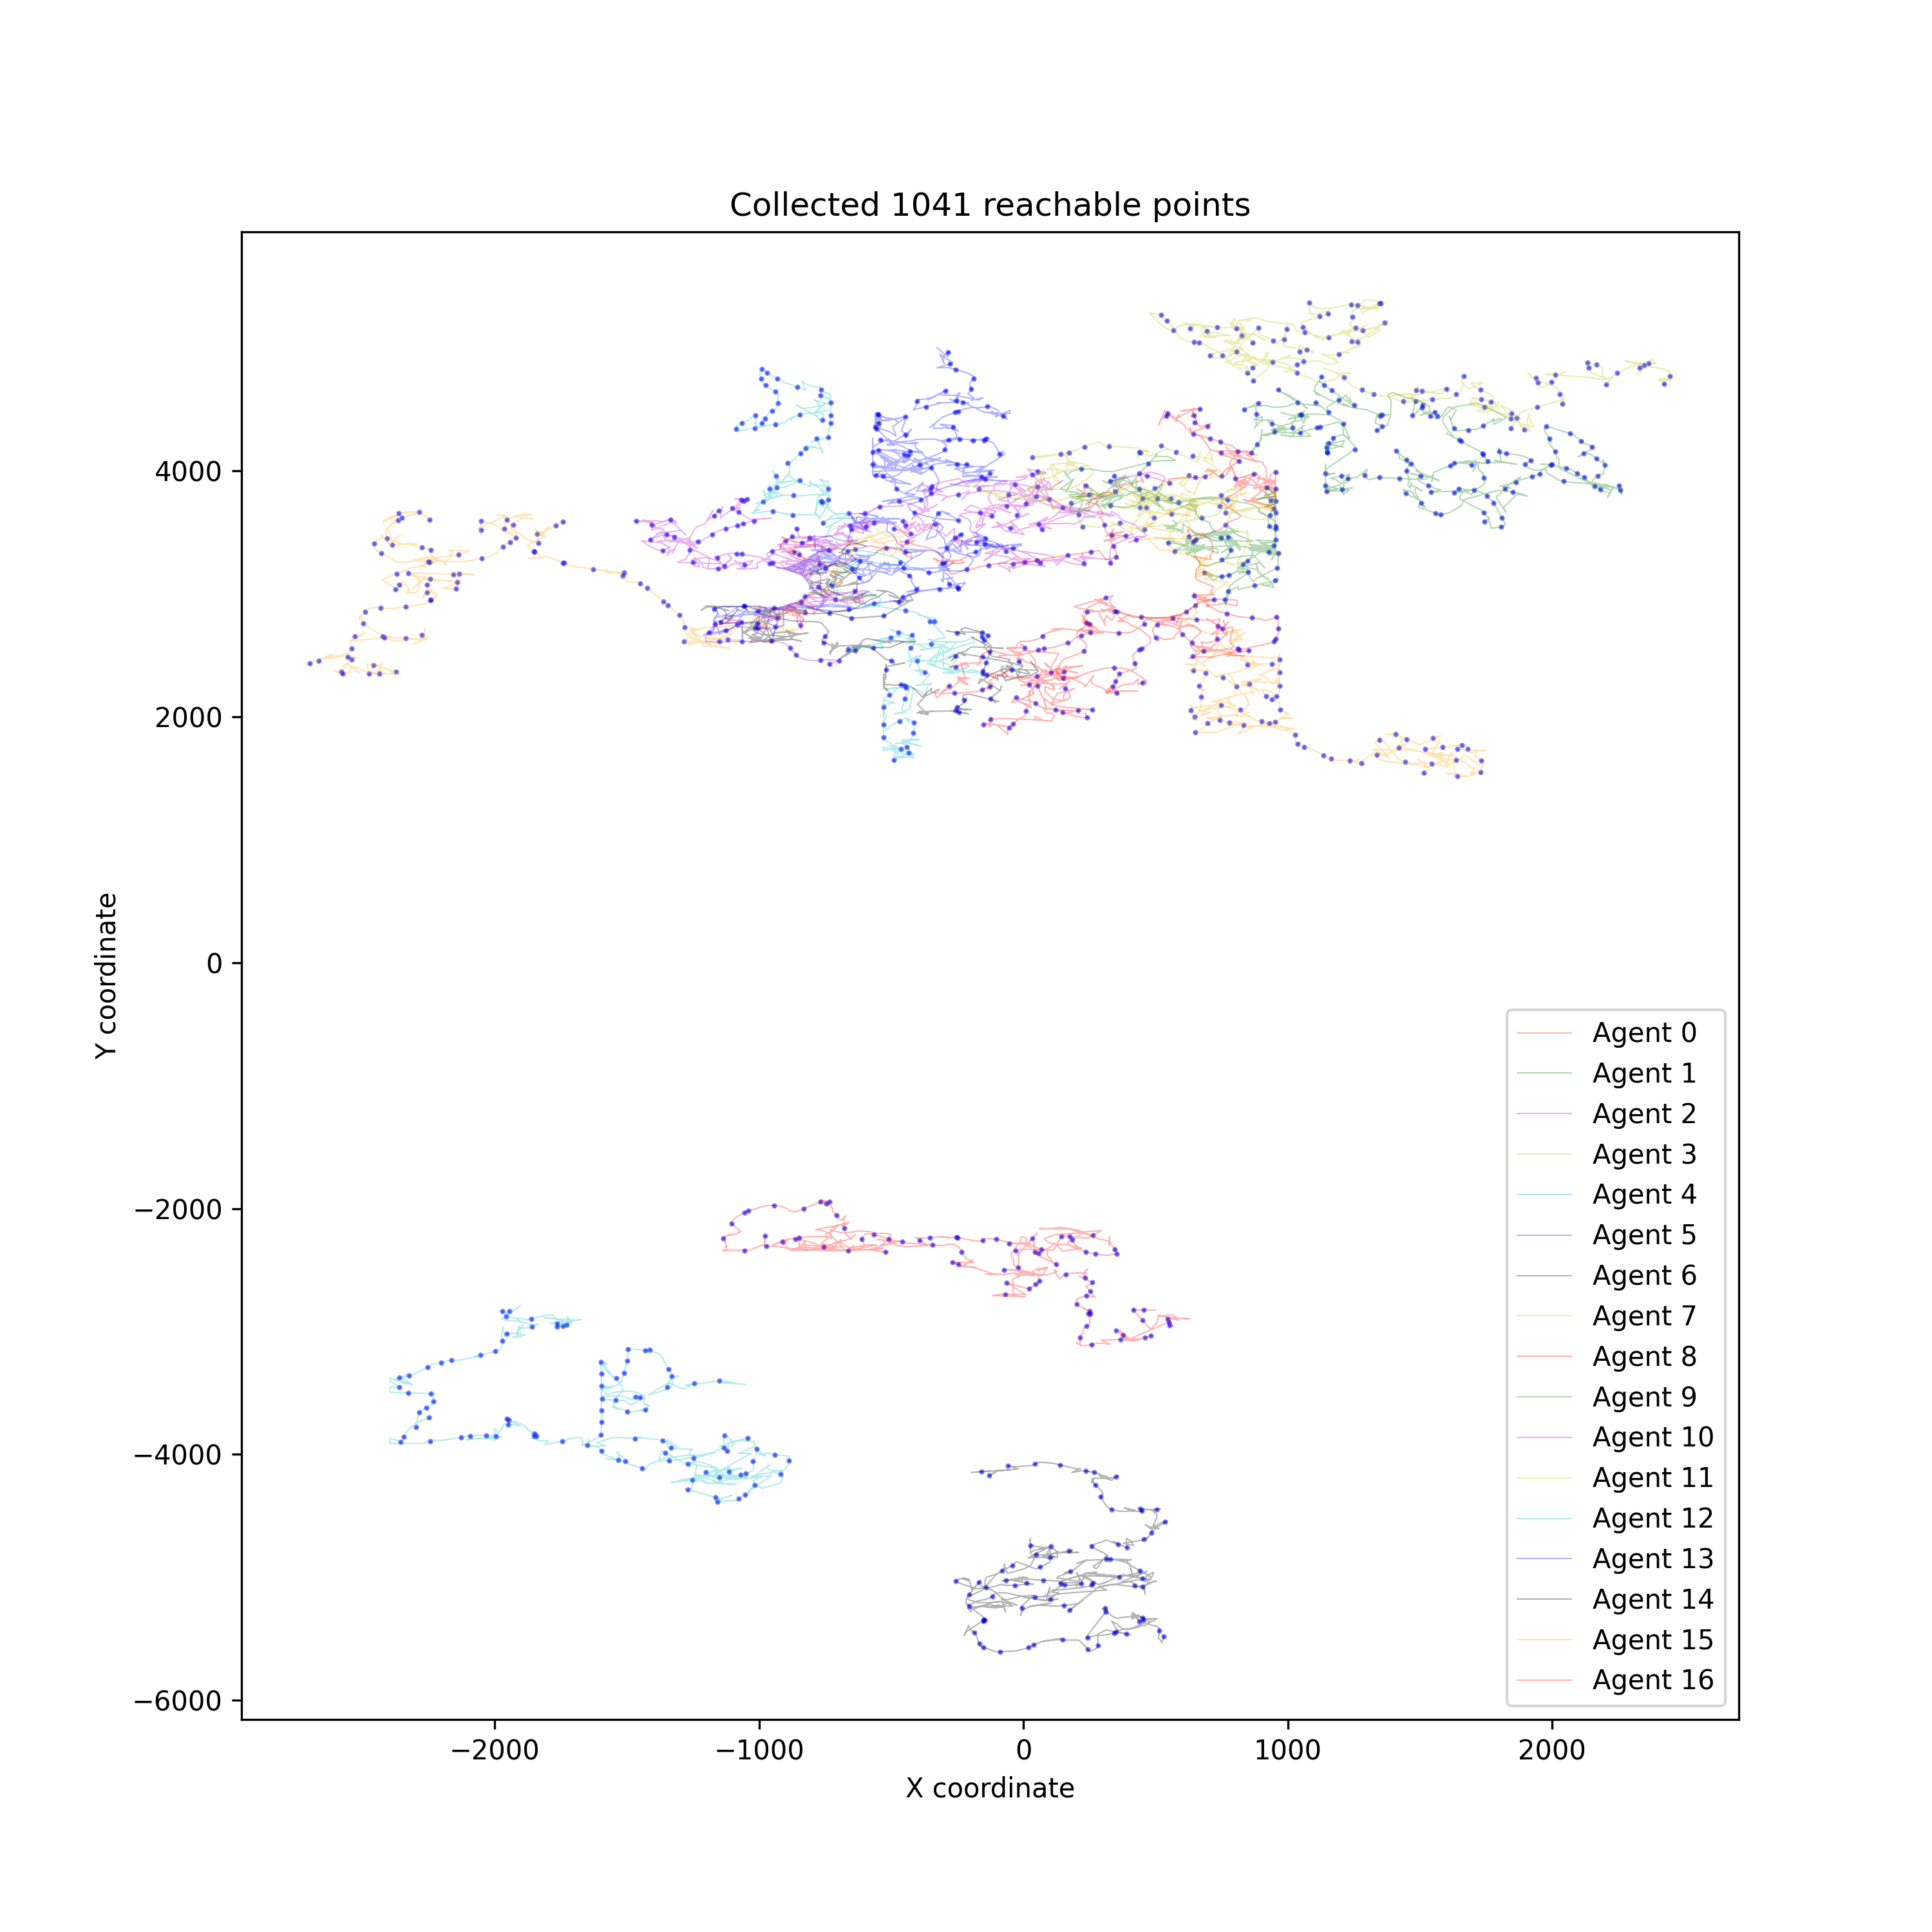 Collected 1041 reachable points
4000
2000
0
−2000
−4000
−6000
Y coordinate
−2000
−1000
0
1000
2000
X coordinate
Agent 0
Agent 1
Agent 2
Agent 3
Agent 4
Agent 5
Agent 6
Agent 7
Agent 8
Agent 9
Agent 10
Agent 11
Agent 12
Agent 13
Agent 14
Agent 15
Agent 16